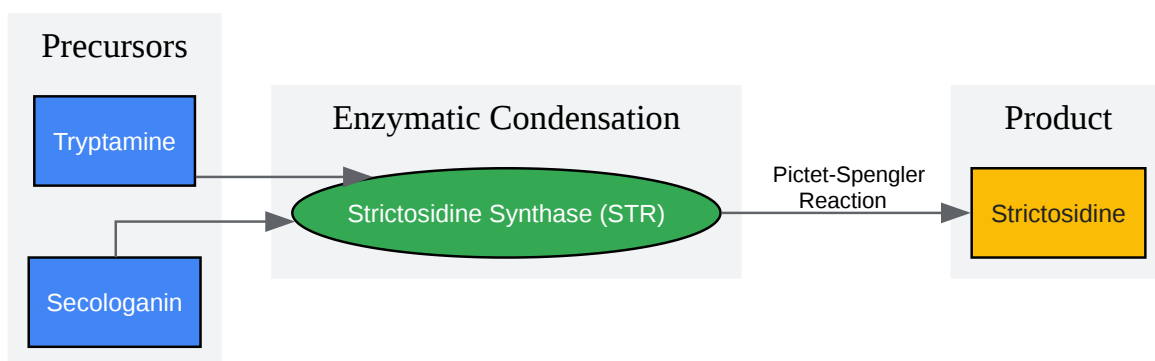 Precursors
Tryptamine
Secologanin
Enzymatic Condensation
Strictosidine Synthase (STR)
Pictet-Spengler
Reaction
Product
Strictosidine